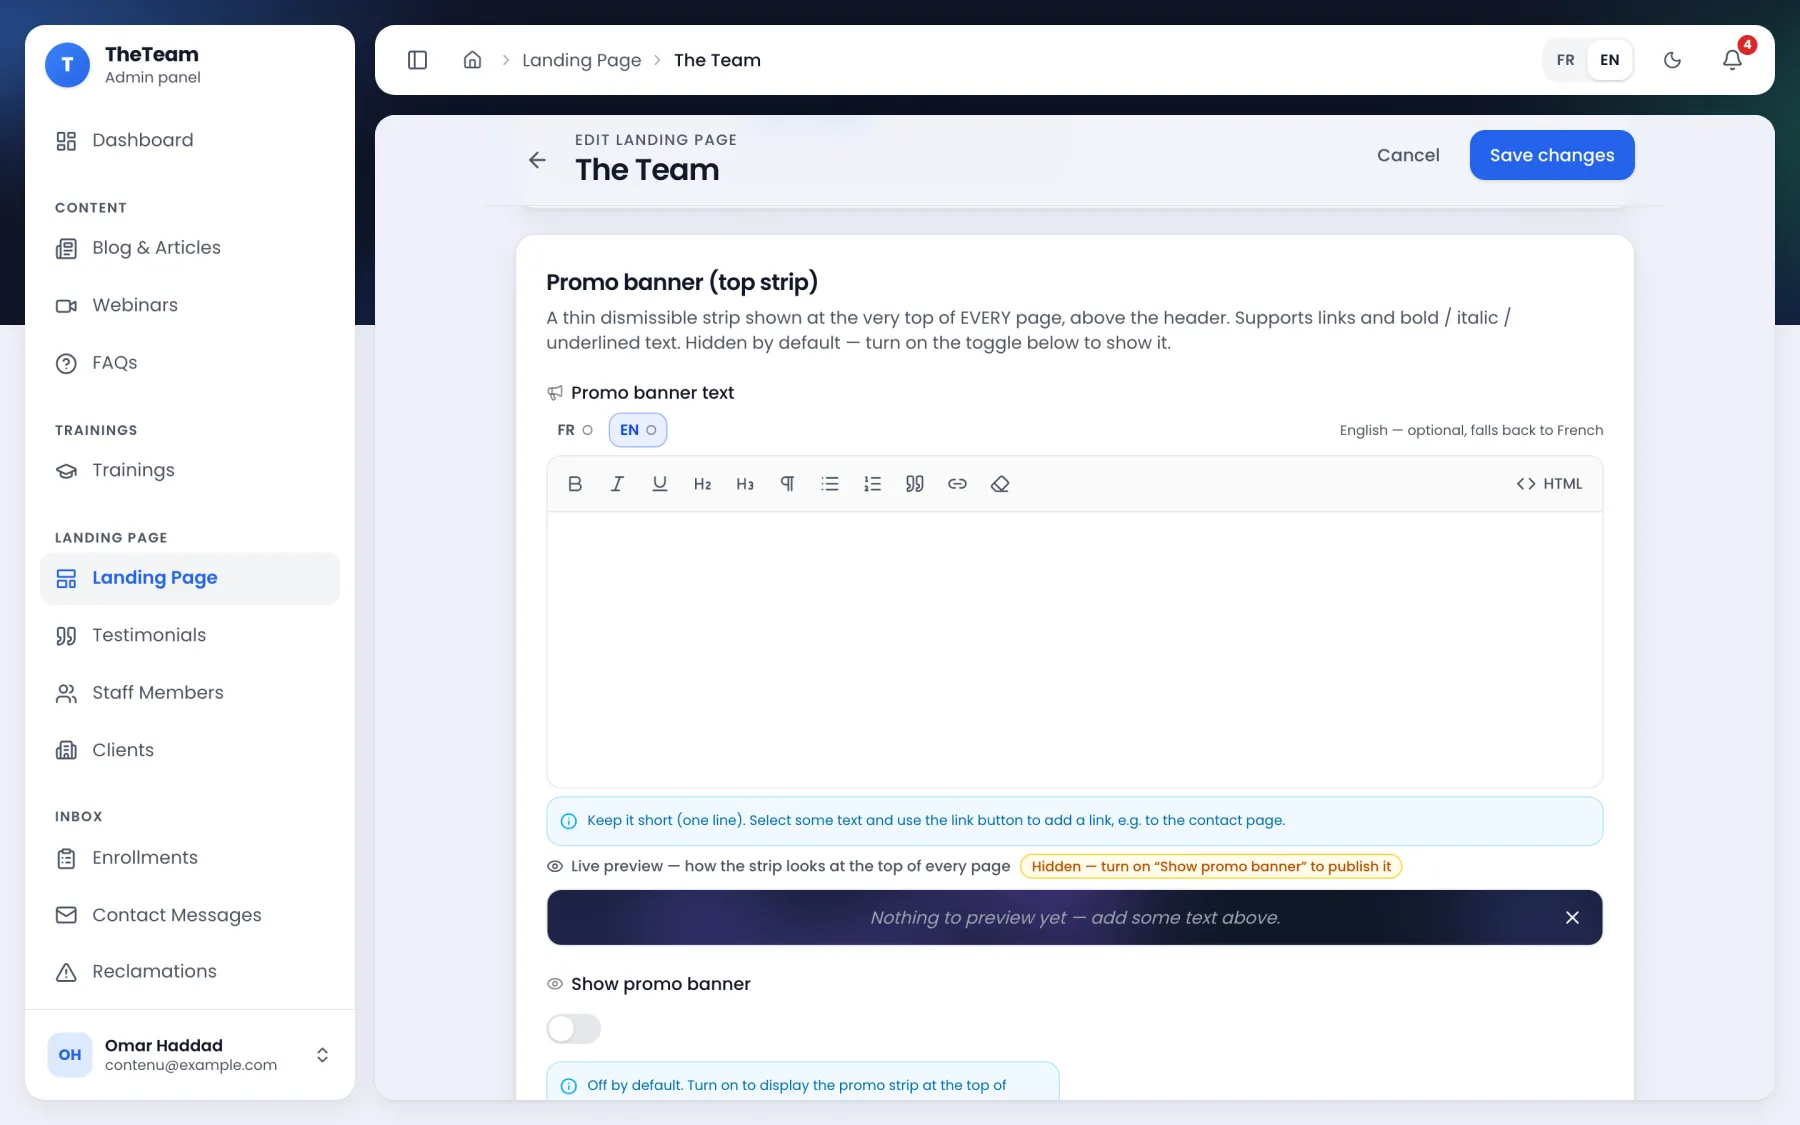 T
TheTeam
Admin panel
Dashboard
CONTENT
Blog & Articles
Webinars
FAQs
TRAININGS
Trainings
LANDING PAGE
Landing Page
Testimonials
Staff Members
Clients
INBOX
Enrollments
Contact Messages
Reclamations
OH
Omar Haddad
contenu@example.com
Landing Page
The Team
FR
EN
4
EDIT LANDING PAGE
The Team
Cancel
Save changes
Promo banner (top strip)
A thin dismissible strip shown at the very top of EVERY page, above the header. Supports links and bold / italic /
underlined text. Hidden by default — turn on the toggle below to show it.
Promo banner text
FR
EN
English — optional, falls back to French
B I U H2 H3 ¶
HTML
Keep it short (one line). Select some text and use the link button to add a link, e.g. to the contact page.
Live preview — how the strip looks at the top of every page
Hidden — turn on “Show promo banner” to publish it
Nothing to preview yet — add some text above.
Show promo banner
Off by default. Turn on to display the promo strip at the top of